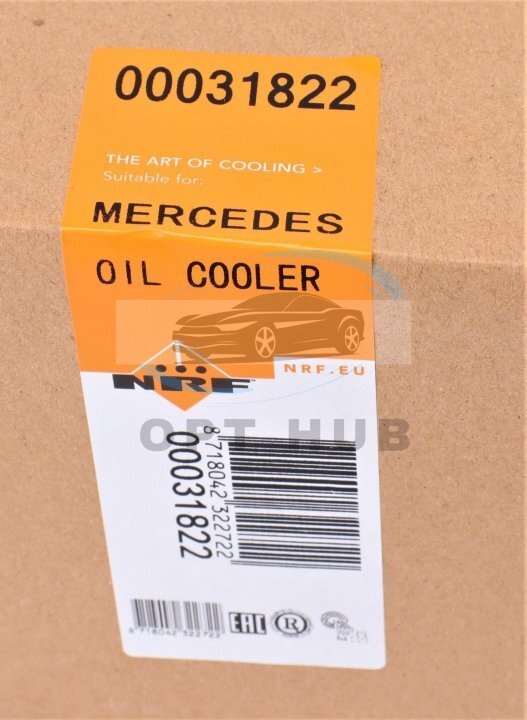 00031822
THE ART OF COOLING >
Suitable for:
MERCEDES
OIL COOLER
NRF.EU
NRF™
OPT HUB
8 718042 322722
00031822
8 718042 322722
EAC
R